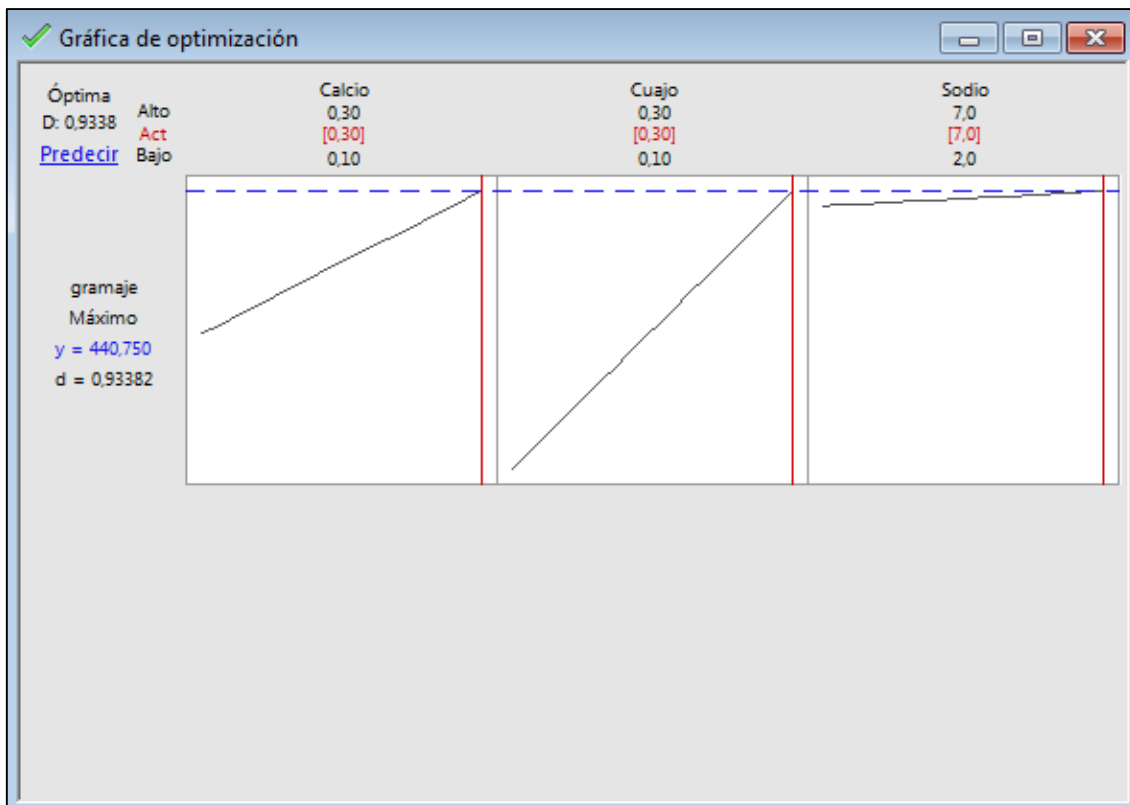 Gráfica de optimización
Óptima
D: 0,9338
Predecir
Alto
Act
Bajo
Calcio
0,30
[0,30]
0,10
Cuajo
0,30
[0,30]
0,10
Sodio
7,0
[7,0]
2,0
gramaje
Máximo
y = 440,750
d = 0,93382